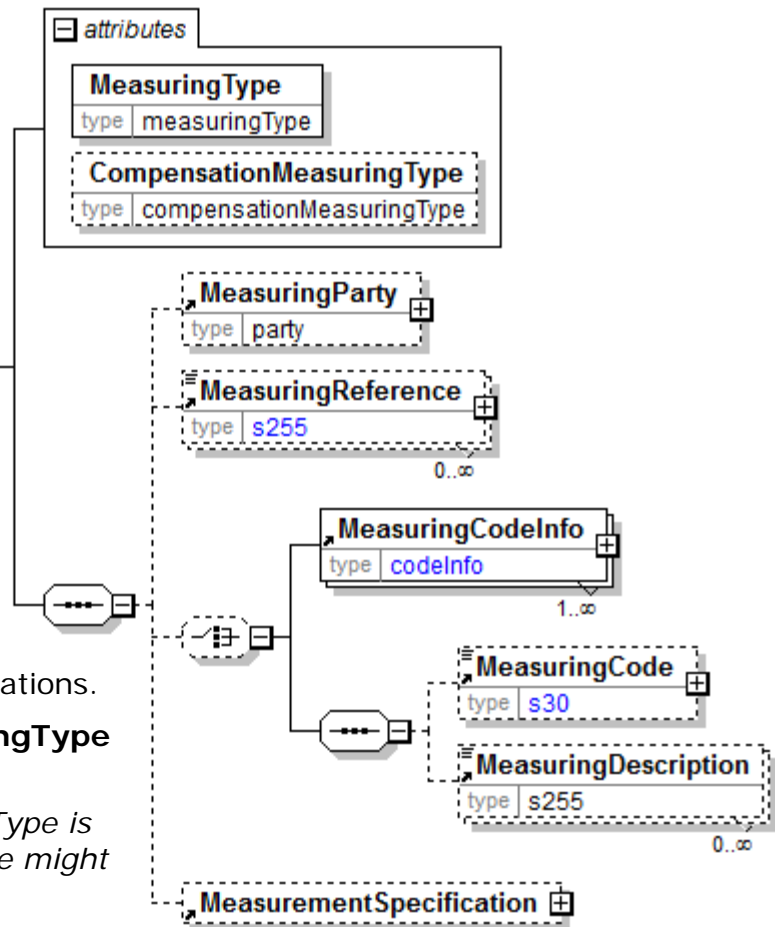 attributes
MeasuringType
type measuringType
CompensationMeasuringType
type compensationMeasuringType
MeasuringParty
type party
MeasuringReference
type s255
0..∞
MeasuringCodeInfo
type codeInfo
1..∞
MeasuringCode
type s30
MeasuringDescription
type s255
0..∞
MeasurementSpecification
ations.
ngType
Type is
e might